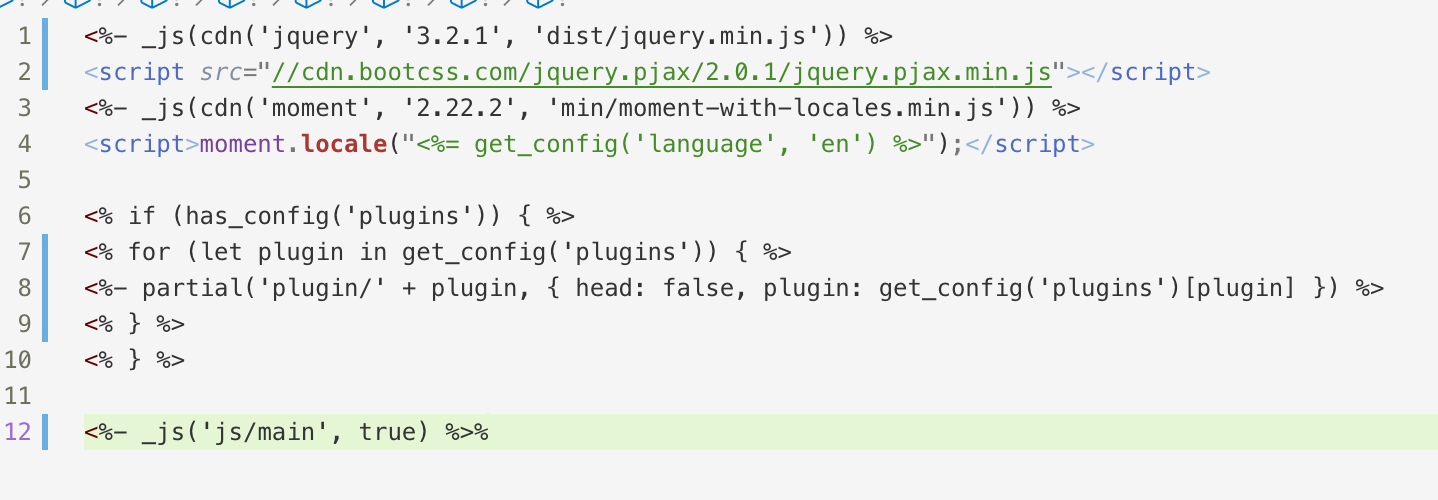 1 <%- _js(cdn('jquery', '3.2.1', 'dist/jquery.min.js')) %>
2 <script src="//cdn.bootcss.com/jquery.pjax/2.0.1/jquery.pjax.min.js"></script>
3 <%- _js(cdn('moment', '2.22.2', 'min/moment-with-locales.min.js')) %>
4 <script>moment.locale("<%= get_config('language', 'en') %>");</script>
5
6 <% if (has_config('plugins')) { %>
7 <% for (let plugin in get_config('plugins')) { %>
8 <%- partial('plugin/' + plugin, { head: false, plugin: get_config('plugins')[plugin] }) %>
9 <% } %>
10 <% } %>
11
12 <%- _js('js/main', true) %>%